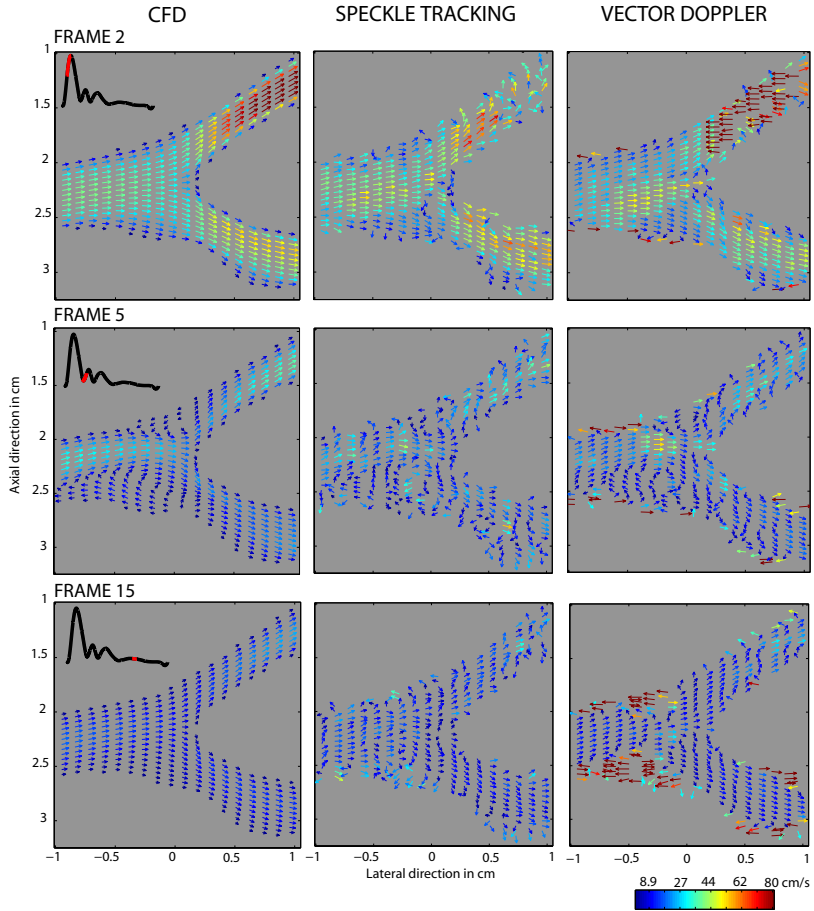 CFD SPECKLE TRACKING VECTOR DOPPLER
FRAME 2
1
1.5
2
2.5
3
FRAME 5
1
1.5
2
2.5
3
Axial direction in cm
FRAME 15
1
1.5
2
2.5
3
−1 −0.5 0 0.5 1 −1 −0.5 0 0.5 1 −1 −0.5 0 0.5 1
Lateral direction in cm
8.9 27 44 62 80 cm/s